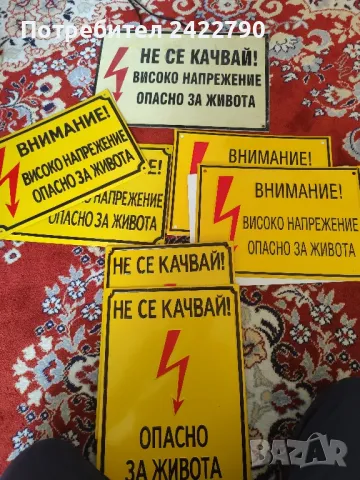 Потребител 2422790
НЕ СЕ КАЧВАЙ!
ВИСОКО НАПРЕЖЕНИЕ
ОПАСНО ЗА ЖИВОТА
ВНИМАНИЕ!
ВИСОКО НАПРЕЖЕНИЕ
ОПАСНО ЗА ЖИВОТА
НАПРЕЖЕНИЕ
ОПАСНО ЗА ЖИВОТА
ВНИМАНИЕ!
ВНИМАНИЕ!
ВИСОКО НАПРЕЖЕНИЕ
ОПАСНО ЗА ЖИВОТА
НЕ СЕ КАЧВАЙ!
НЕ СЕ КАЧВАЙ!
ОПАСНО
ЗА ЖИВОТА
BAZAR